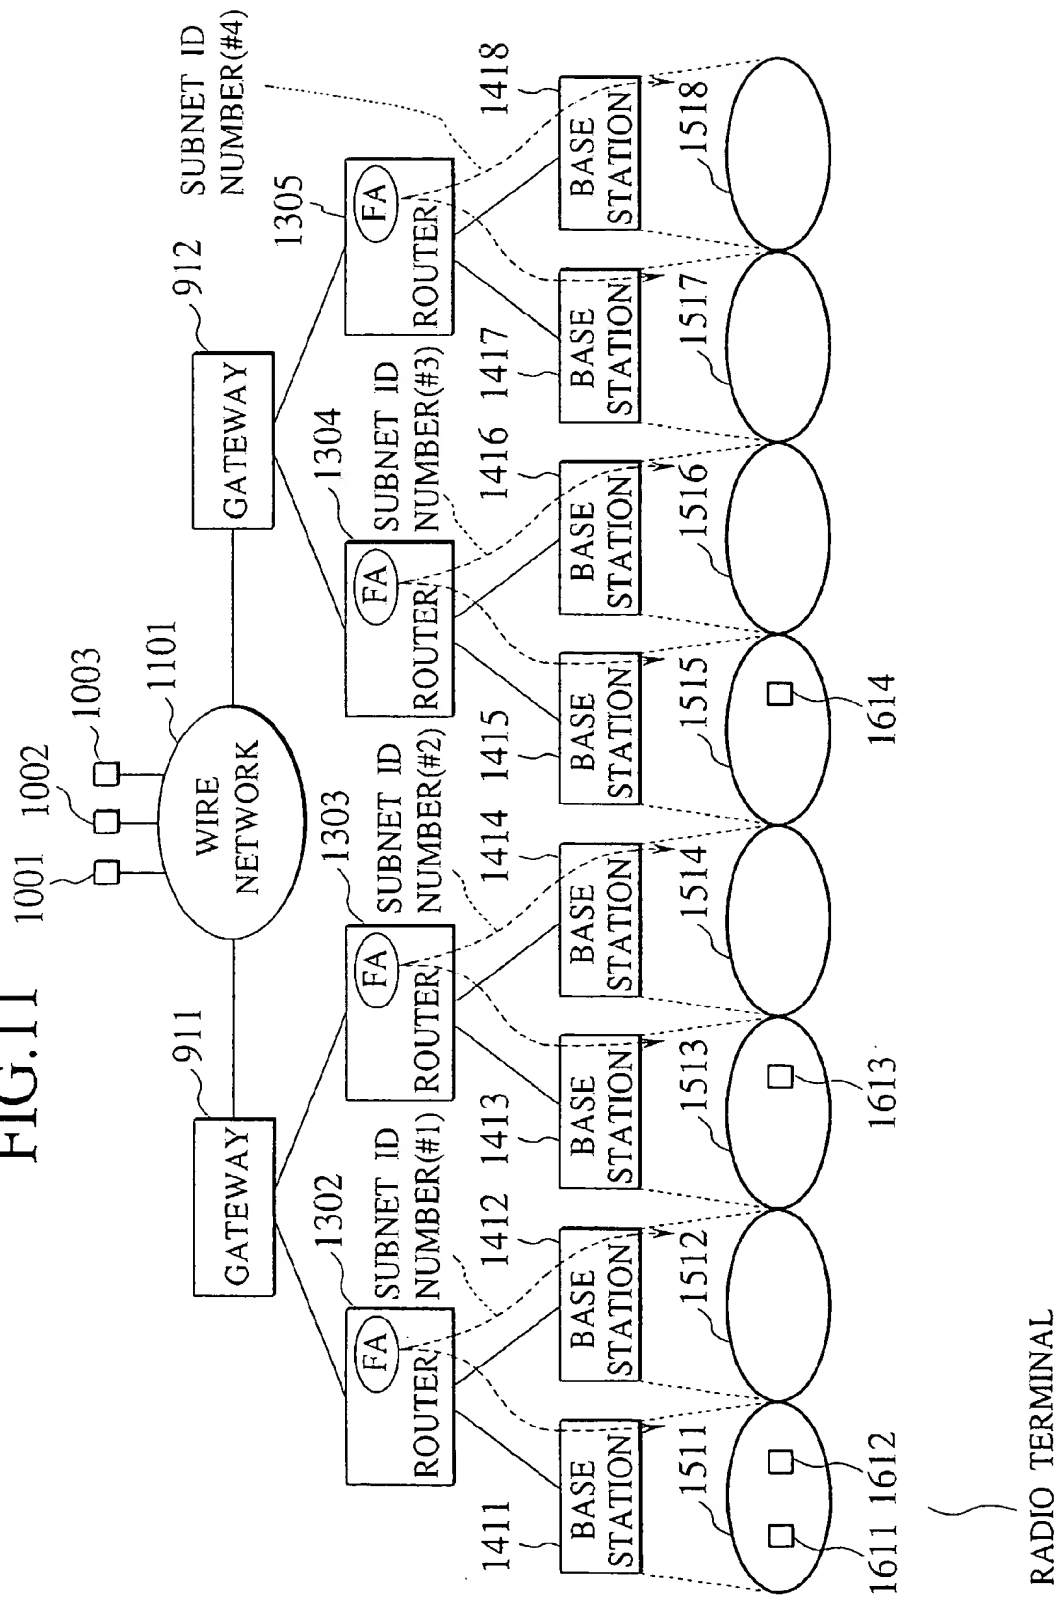 FIG.11
1001
1002
1003
1101
WIRE
NETWORK
911
GATEWAY
912
GATEWAY
1302
FA
ROUTER
SUBNET ID
NUMBER(#1)
1303
FA
ROUTER
SUBNET ID
NUMBER(#2)
1304
FA
ROUTER
SUBNET ID
NUMBER(#3)
1305
FA
ROUTER
SUBNET ID
NUMBER(#4)
1411
BASE
STATION
1412
BASE
STATION
1413
BASE
STATION
1414
BASE
STATION
1415
BASE
STATION
1416
BASE
STATION
1417
BASE
STATION
1418
BASE
STATION
1511
1512
1513
1514
1515
1516
1517
1518
1611
1612
1613
1614
RADIO TERMINAL